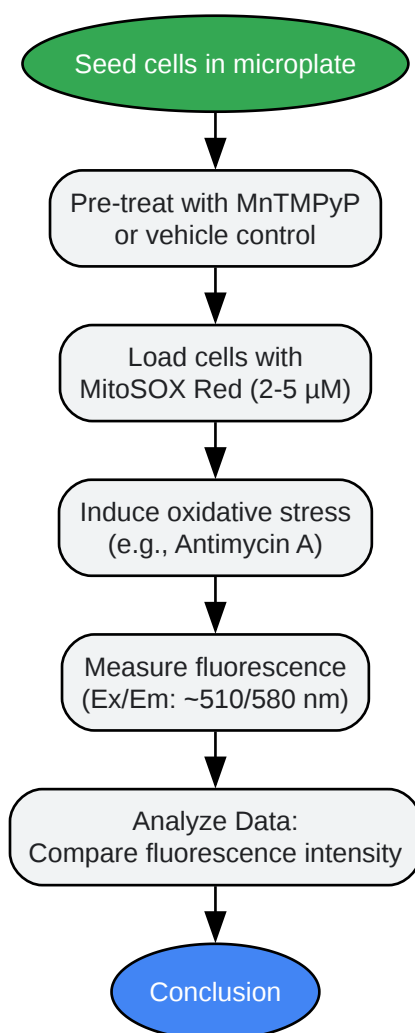 Seed cells in microplate
Pre-treat with MnTMPyP
or vehicle control
Load cells with
MitoSOX Red (2-5 µM)
Induce oxidative stress
(e.g., Antimycin A)
Measure fluorescence
(Ex/Em: ~510/580 nm)
Analyze Data:
Compare fluorescence intensity
Conclusion